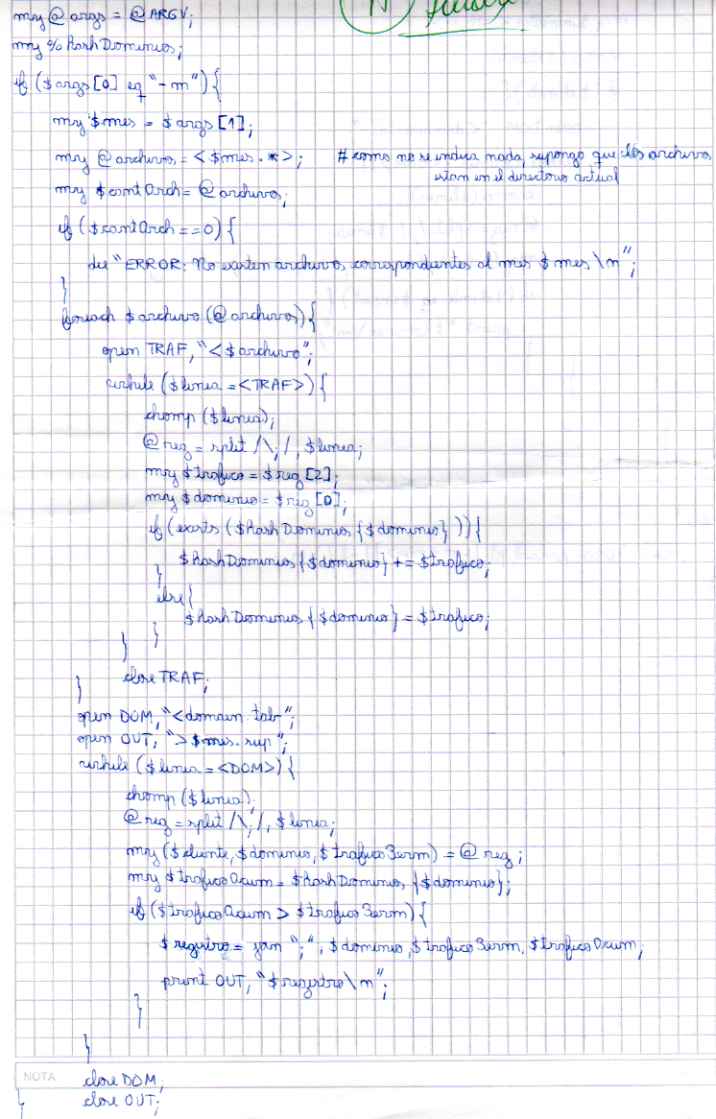 my @ args = @ ARGV;
my % hashDominios;
if ($args[0] eq "-m"){
my $mes = $args[1];
my @ archivos = <$mes.*>; # como no se indica nada, supongo que los archivos
estan en el directorio actual
my $cantArch = @ archivos;
if ($cantArch == 0){
die "ERROR: No existen archivos correspondientes al mes $mes \n";
}
foreach $archivo (@archivos){
open TRAF, "<$archivo";
while ($linea = <TRAF>){
chomp ($linea);
@ reg = split /\;/, $linea;
my $trafico = $reg[2];
my $dominio = $reg[0];
if (exists ($hashDominios{$dominio})){
$hashDominios{$dominio} += $trafico;
}
else{
$hashDominios{$dominio} = $trafico;
}
}
close TRAF;
}
open DOM, "<domain.tab";
open OUT, ">$mes.sup";
while ($linea = <DOM>){
chomp ($linea);
@ reg = split /\;/, $linea;
my ($cliente, $dominio, $traficoPerm) = @ reg;
my $traficoAcum = $hashDominios{$dominio};
if ($traficoAcum > $traficoPerm){
$registro = join ";", $dominio, $traficoPerm, $traficoAcum;
print OUT, "$registro\n";
}
}
NOTA
close DOM;
close OUT;
}